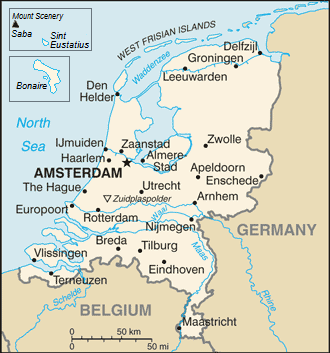 Mount Scenery
Saba
Sint
Eustatius
Bonaire
WEST FRISIAN ISLANDS
Waddenzee
Delfzijl
Groningen
Leeuwarden
Den
Helder
North
Sea
IJmuiden
Zaanstad
Haarlem
Almere
Stad
Zwolle
AMSTERDAM
Apeldoorn
Enschede
The Hague
Utrecht
Zuidplaspolder
Arnhem
Europoort
Rotterdam
Waal
Nijmegen
GERMANY
Breda
Tilburg
Maas
Vlissingen
Eindhoven
Terneuzen
Schelde
Rhine
BELGIUM
Maastricht
0 50 km
0 50 mi